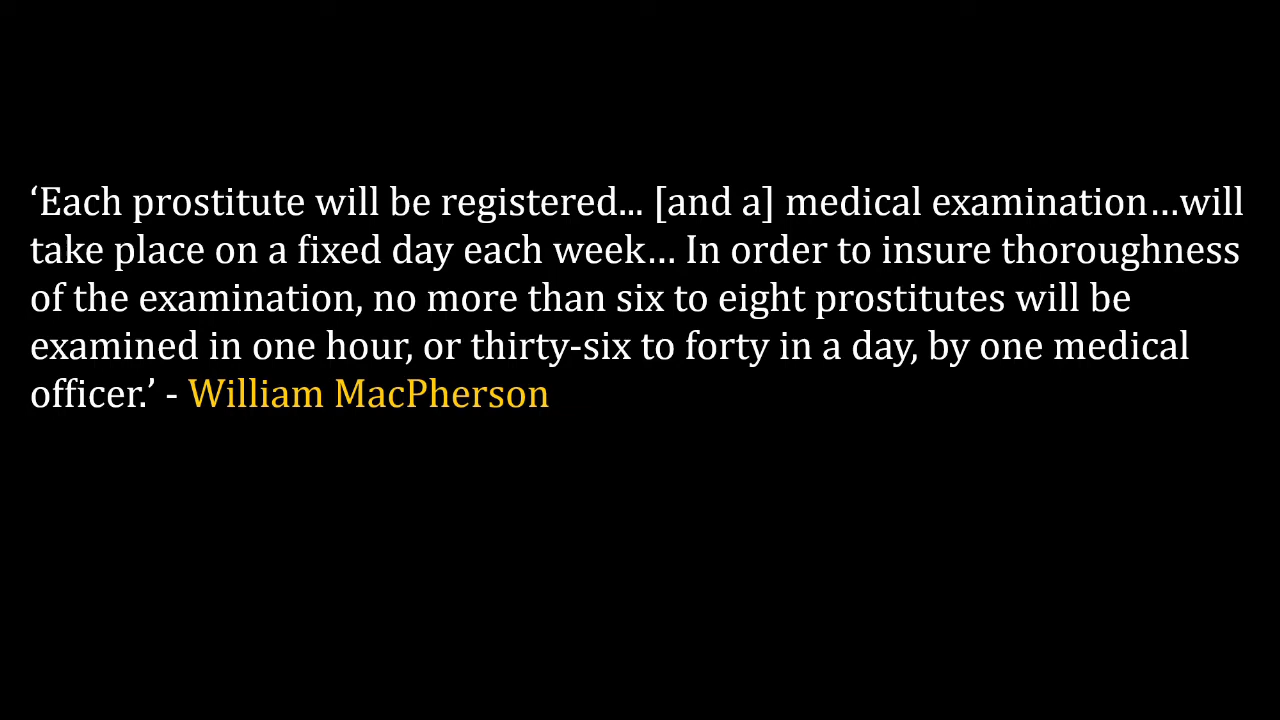 ‘Each prostitute will be registered... [and a] medical examination…will
take place on a fixed day each week… In order to insure thoroughness
of the examination, no more than six to eight prostitutes will be
examined in one hour, or thirty-six to forty in a day, by one medical
officer.’ - William MacPherson